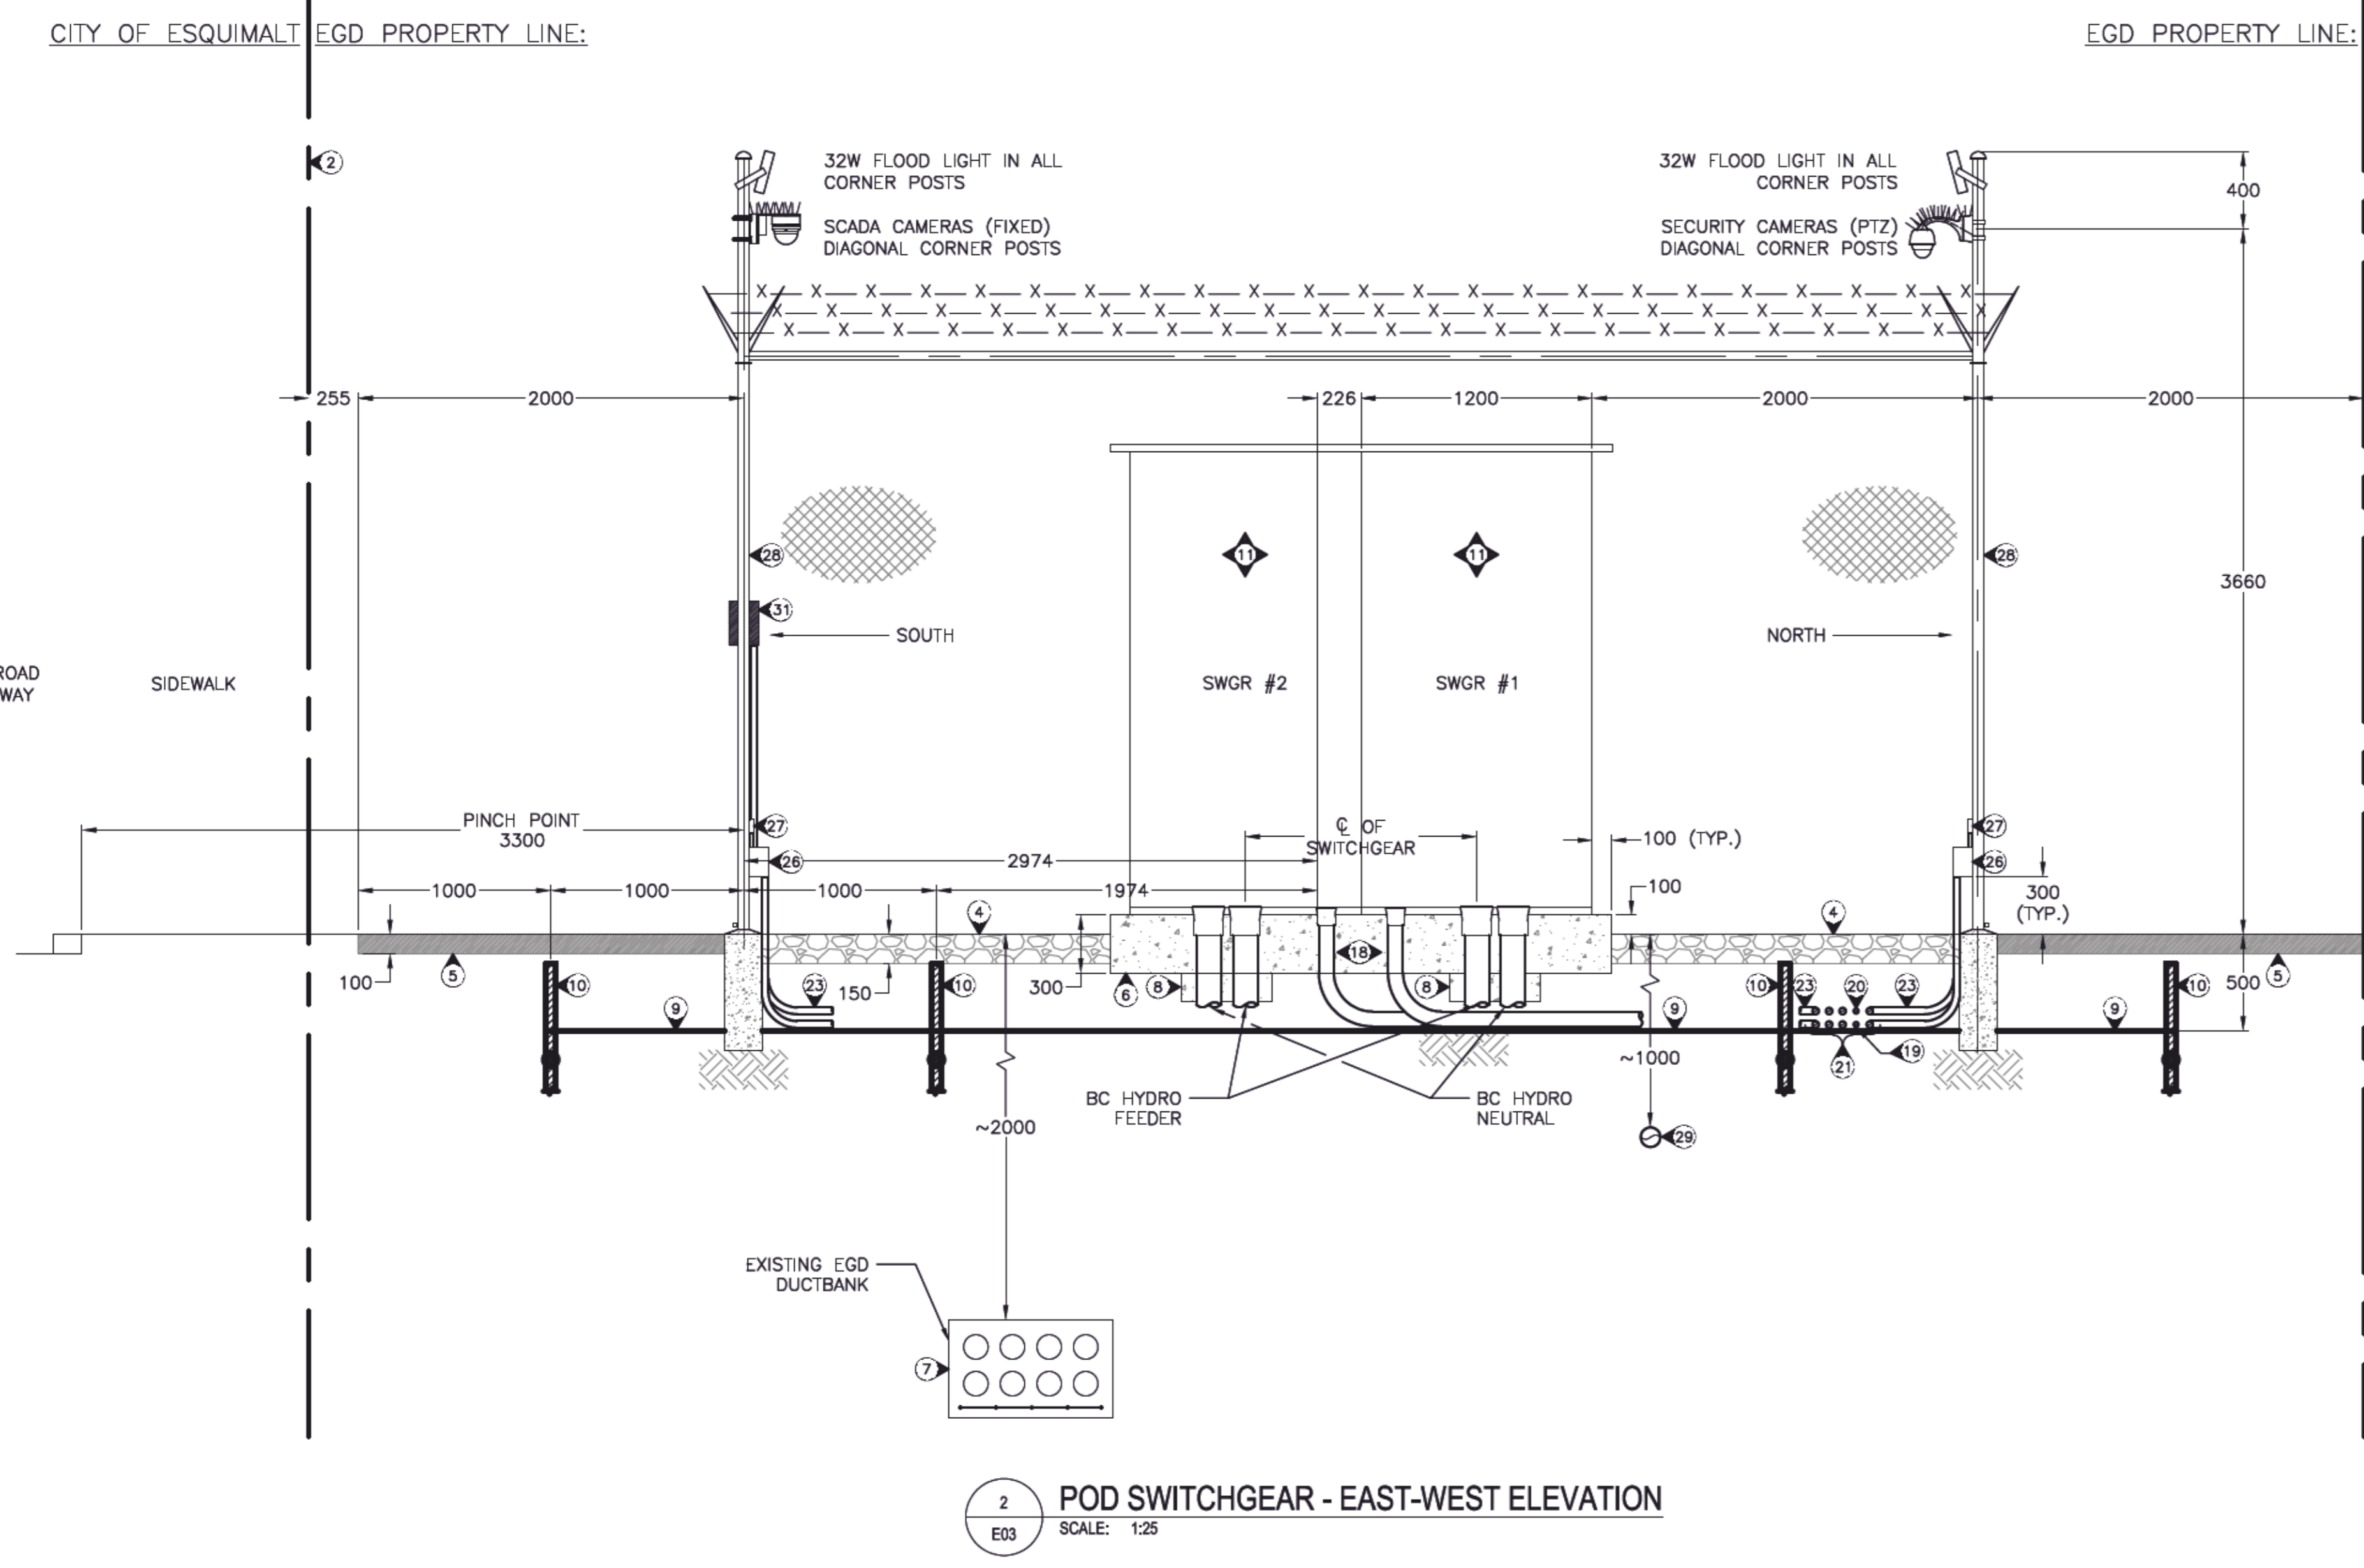 CITY OF ESQUIMALT
EGD PROPERTY LINE:
EGD PROPERTY LINE:
2
32W FLOOD LIGHT IN ALL
CORNER POSTS
32W FLOOD LIGHT IN ALL
CORNER POSTS
400
SCADA CAMERAS (FIXED)
DIAGONAL CORNER POSTS
SECURITY CAMERAS (PTZ)
DIAGONAL CORNER POSTS
X X X X X X X X X X X X X X X X X X X X X X X
X X X X X X X X X X X X X X X X X X X X X X X
X X X X X X X X X X X X X X X X X X X X X X
255
2000
226
1200
2000
2000
28
11
11
28
3660
31
SOUTH
NORTH
ROAD
WAY
SIDEWALK
SWGR #2
SWGR #1
PINCH POINT
3300
27
℄ OF
SWITCHGEAR
100 (TYP.)
27
26
2974
26
1000
1000
1000
1974
100
300
(TYP.)
4
4
18
5
100
10
23
150
10
300
6
8
8
10
23
20
23
5
10
500
9
9
9
~1000
21
19
BC HYDRO
FEEDER
BC HYDRO
NEUTRAL
~2000
29
EXISTING EGD
DUCTBANK
7
2
E03
POD SWITCHGEAR - EAST-WEST ELEVATION
SCALE: 1:25